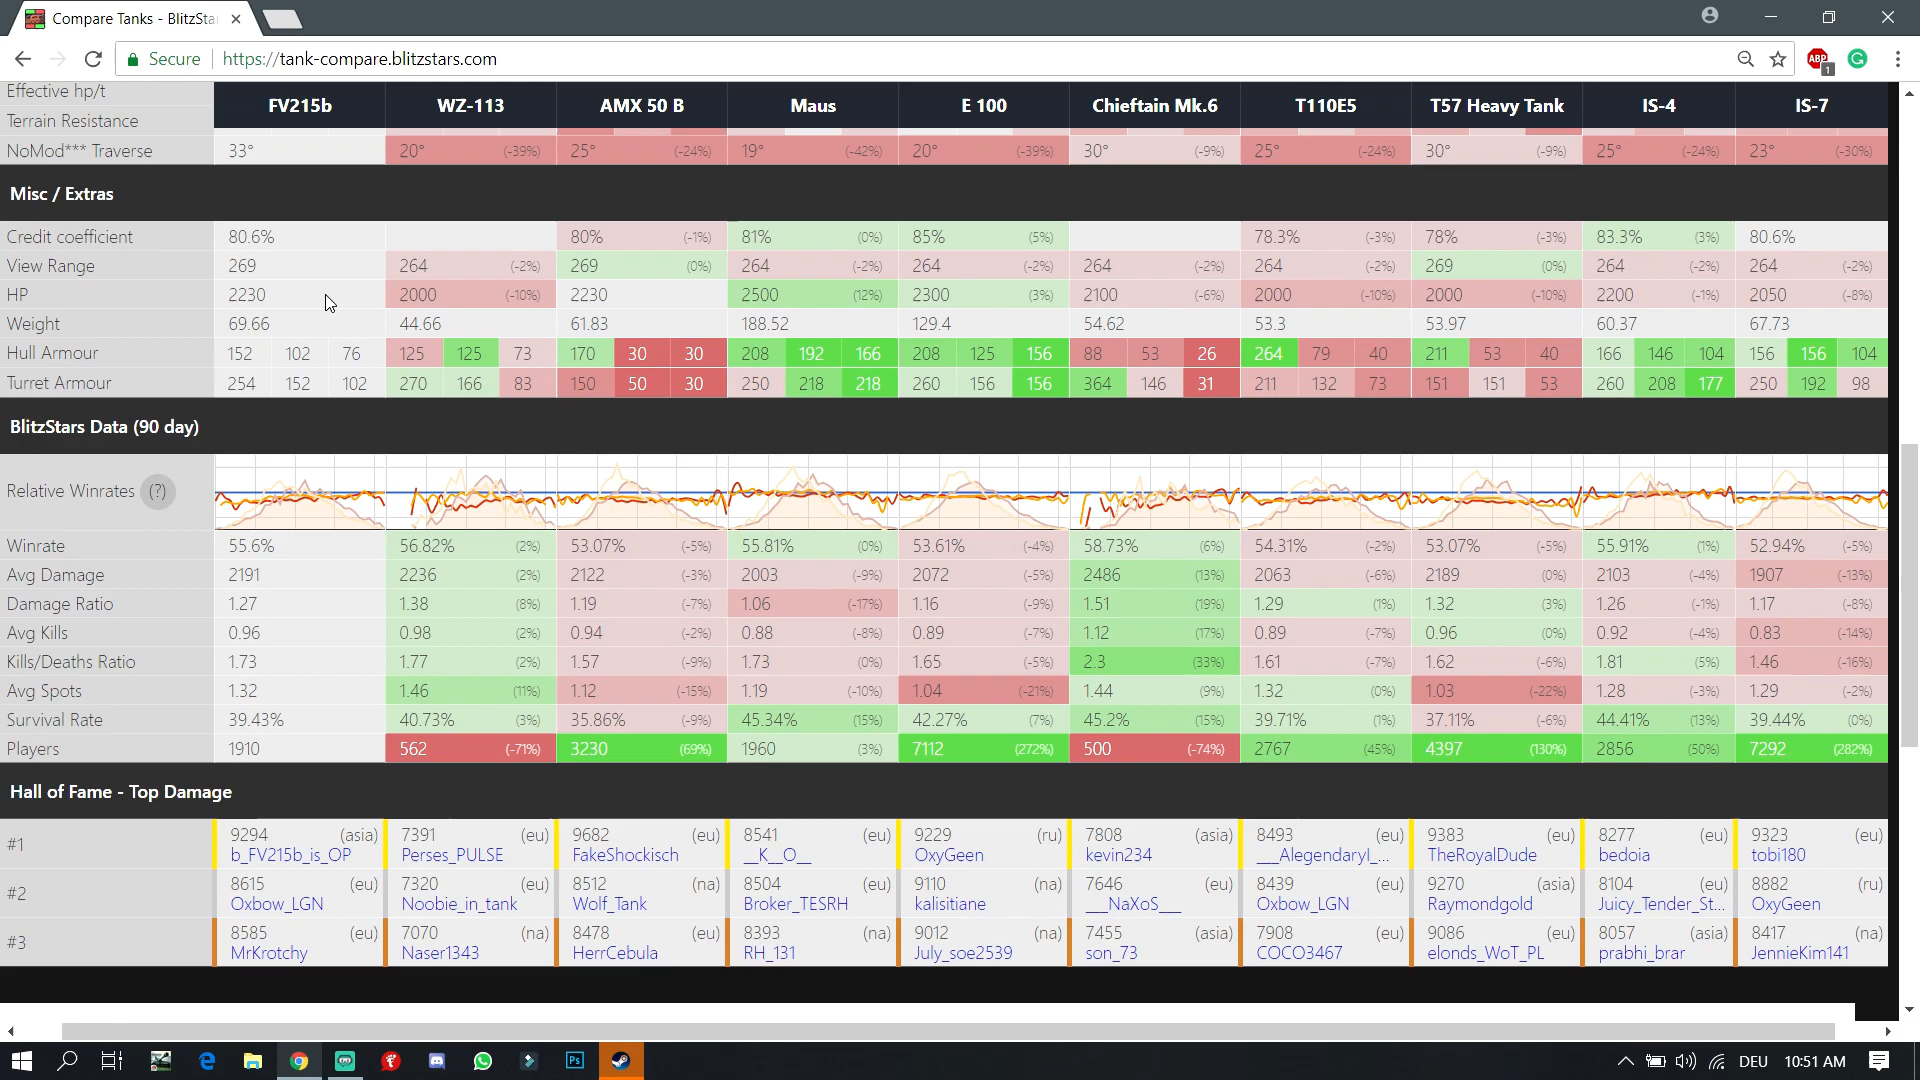 Compare Tanks - BlitzSta
Secure
https://tank-compare.blitzstars.com
ABP
1
Effective hp/t
FV215b WZ-113 AMX 50 B Maus E 100 Chieftain Mk.6 T110E5 T57 Heavy Tank IS-4 IS-7
Terrain Resistance
NoMod*** Traverse 33° 20° (-39%) 25° (-24%) 19° (-42%) 20° (-39%) 30° (-9%) 25° (-24%) 30° (-9%) 25° (-24%) 23° (-30%)
Misc / Extras
Credit coefficient 80.6% 80% (-1%) 81% (0%) 85% (5%) 78.3% (-3%) 78% (-3%) 83.3% (3%) 80.6%
View Range 269 264 (-2%) 269 (0%) 264 (-2%) 264 (-2%) 264 (-2%) 264 (-2%) 269 (0%) 264 (-2%) 264 (-2%)
HP 2230 2000 (-10%) 2230 2500 (12%) 2300 (3%) 2100 (-6%) 2000 (-10%) 2000 (-10%) 2200 (-1%) 2050 (-8%)
Weight 69.66 44.66 61.83 188.52 129.4 54.62 53.3 53.97 60.37 67.73
Hull Armour 152 102 76 125 125 73 170 30 30 208 192 166 208 125 156 88 53 26 264 79 40 211 53 40 166 146 104 156 156 104
Turret Armour 254 152 102 270 166 83 150 50 30 250 218 218 260 156 156 364 146 31 211 132 73 151 151 53 260 208 177 250 192 98
BlitzStars Data (90 day)
Relative Winrates (?)
Winrate 55.6% 56.82% (2%) 53.07% (-5%) 55.81% (0%) 53.61% (-4%) 58.73% (6%) 54.31% (-2%) 53.07% (-5%) 55.91% (1%) 52.94% (-5%)
Avg Damage 2191 2236 (2%) 2122 (-3%) 2003 (-9%) 2072 (-5%) 2486 (13%) 2063 (-6%) 2189 (0%) 2103 (-4%) 1907 (-13%)
Damage Ratio 1.27 1.38 (8%) 1.19 (-7%) 1.06 (-17%) 1.16 (-9%) 1.51 (19%) 1.29 (1%) 1.32 (3%) 1.26 (-1%) 1.17 (-8%)
Avg Kills 0.96 0.98 (2%) 0.94 (-2%) 0.88 (-8%) 0.89 (-7%) 1.12 (17%) 0.89 (-7%) 0.96 (0%) 0.92 (-4%) 0.83 (-14%)
Kills/Deaths Ratio 1.73 1.77 (2%) 1.57 (-9%) 1.73 (0%) 1.65 (-5%) 2.3 (33%) 1.61 (-7%) 1.62 (-6%) 1.81 (5%) 1.46 (-16%)
Avg Spots 1.32 1.46 (11%) 1.12 (-15%) 1.19 (-10%) 1.04 (-21%) 1.44 (9%) 1.32 (0%) 1.03 (-22%) 1.28 (-3%) 1.29 (-2%)
Survival Rate 39.43% 40.73% (3%) 35.86% (-9%) 45.34% (15%) 42.27% (7%) 45.2% (15%) 39.71% (1%) 37.11% (-6%) 44.41% (13%) 39.44% (0%)
Players 1910 562 (-71%) 3230 (69%) 1960 (3%) 7112 (272%) 500 (-74%) 2767 (45%) 4397 (130%) 2856 (50%) 7292 (282%)
Hall of Fame - Top Damage
#1
9294 (asia) 7391 (eu) 9682 (eu) 8541 (eu) 9229 (ru) 7808 (asia) 8493 (eu) 9383 (eu) 8277 (eu) 9323 (eu)
b_FV215b_is_OP Perses_PULSE FakeShockisch __K__O__ OxyGeen kevin234 ___Alegendaryl_... TheRoyalDude bedoia tobi180
#2
8615 (eu) 7320 (eu) 8512 (na) 8504 (eu) 9110 (na) 7646 (eu) 8439 (eu) 9270 (asia) 8104 (eu) 8882 (ru)
Oxbow_LGN Noobie_in_tank Wolf_Tank Broker_TESRH kalisitiane ___NaXoS___ Oxbow_LGN Raymondgold Juicy_Tender_St... OxyGeen
#3
8585 (eu) 7070 (na) 8478 (eu) 8393 (na) 9012 (na) 7455 (asia) 7908 (eu) 9086 (eu) 8057 (asia) 8417 (na)
MrKrotchy Naser1343 HerrCebula RH_131 July_soe2539 son_73 COCO3467 elonds_WoT_PL prabhi_brar JennieKim141
Ps
DEU
10:51 AM